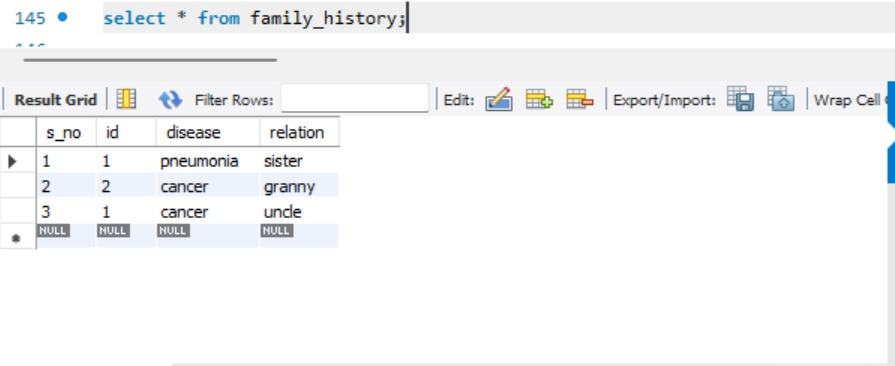 145 select * from family_history;
Result Grid Filter Rows: Edit: Export/Import: Wrap Cell
s_no id disease relation
1 1 pneumonia sister
2 2 cancer granny
3 1 cancer uncle
NULL NULL NULL NULL